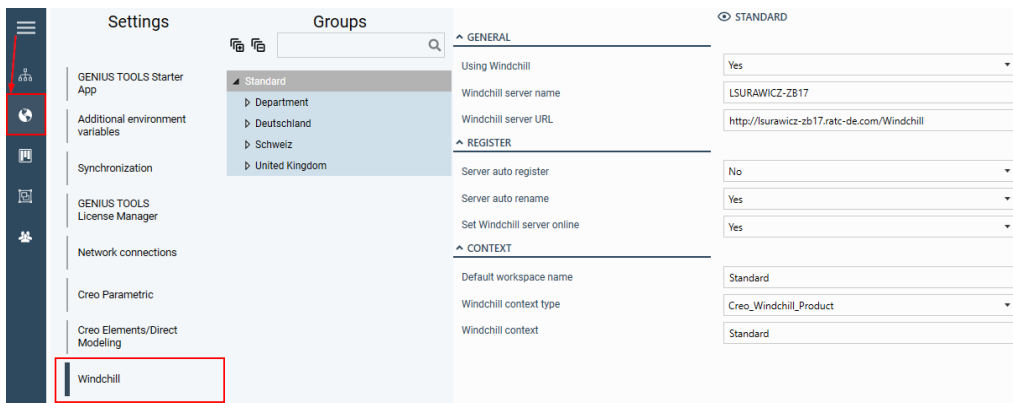 Settings
GENIUS TOOLS Starter
App
Additional environment
variables
Synchronization
GENIUS TOOLS
License Manager
Network connections
Creo Parametric
Creo Elements/Direct
Modeling
Windchill
Groups
Standard
Department
Deutschland
Schweiz
United Kingdom
STANDARD
GENERAL
Using Windchill Yes
Windchill server name LSURAWICZ-ZB17
Windchill server URL http://lsurawicz-zb17.ratc-de.com/Windchill
REGISTER
Server auto register No
Server auto rename Yes
Set Windchill server online Yes
CONTEXT
Default workspace name Standard
Windchill context type Creo_Windchill_Product
Windchill context Standard